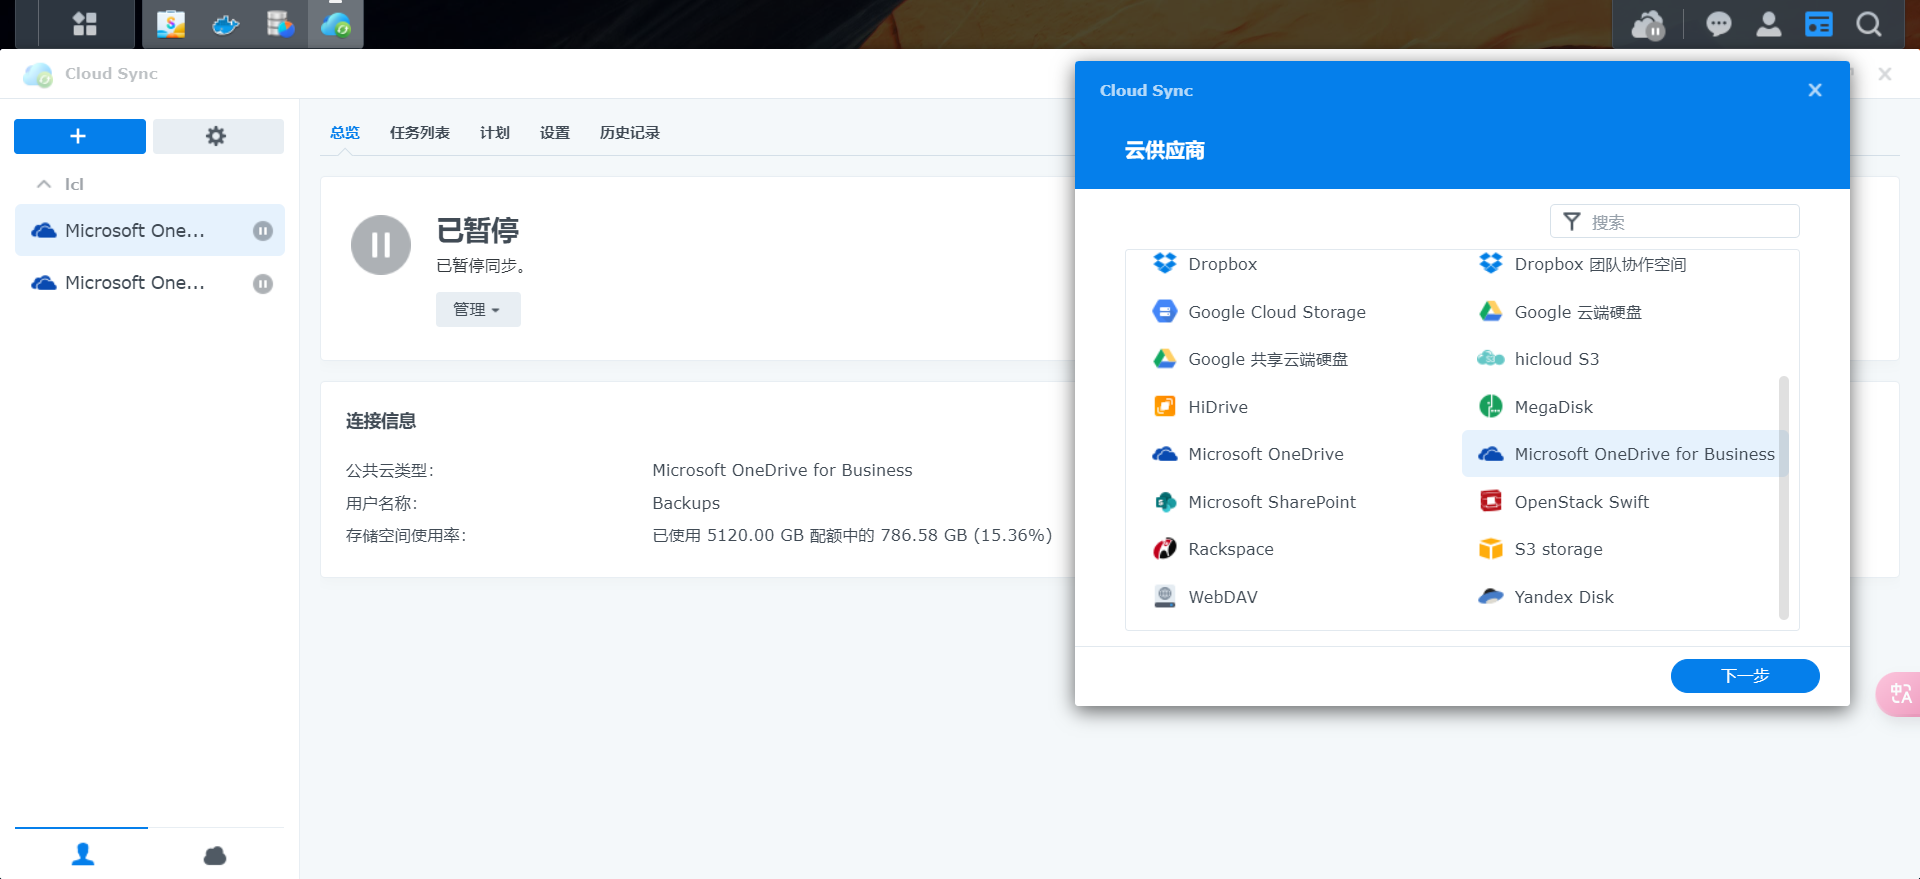 Cloud Sync
lcl
Microsoft One...
Microsoft One...
总览 任务列表 计划 设置 历史记录
已暂停
已暂停同步。
管理
连接信息
公共云类型: Microsoft OneDrive for Business
用户名称: Backups
存储空间使用率: 已使用 5120.00 GB 配额中的 786.58 GB (15.36%)
Cloud Sync
云供应商
搜索
Dropbox Dropbox 团队协作空间
Google Cloud Storage Google 云端硬盘
Google 共享云端硬盘 hicloud S3
HiDrive MegaDisk
Microsoft OneDrive Microsoft OneDrive for Business
Microsoft SharePoint OpenStack Swift
Rackspace S3 storage
WebDAV Yandex Disk
下一步
中A